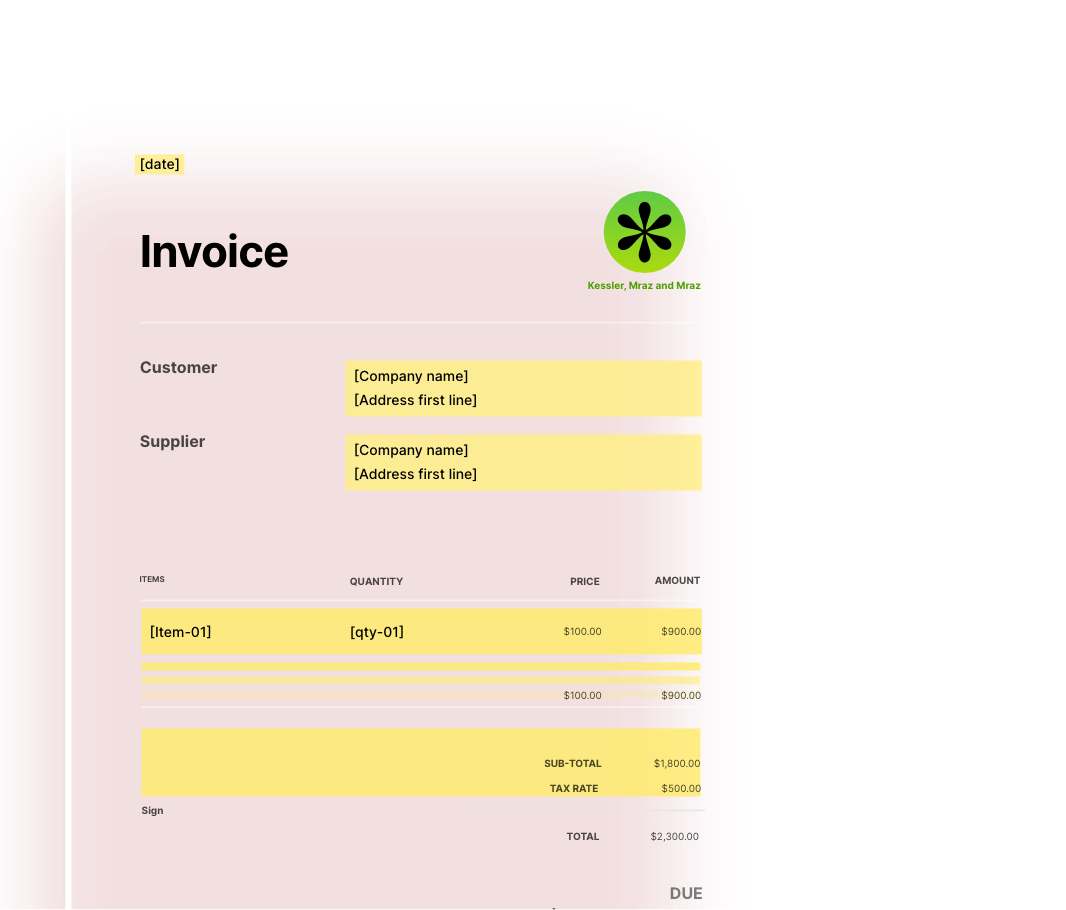 [date]
Invoice
Kessler, Mraz and Mraz
Customer
[Company name]
[Address first line]
Supplier
[Company name]
[Address first line]
ITEMS QUANTITY PRICE AMOUNT
[Item-01] [qty-01] $100.00 $900.00
$100.00 $900.00
SUB-TOTAL $1,800.00
TAX RATE $500.00
Sign
TOTAL $2,300.00
DUE